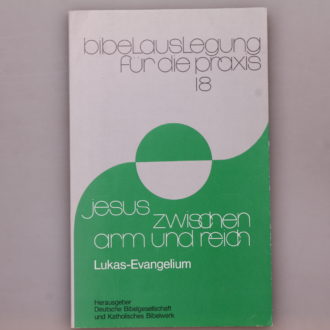 bibelauslegung
für die praxis
18
jesus
zwischen
arm und reich
Lukas-Evangelium
Herausgeber
Deutsche Bibelgesellschaft
und Katholisches Bibelwerk